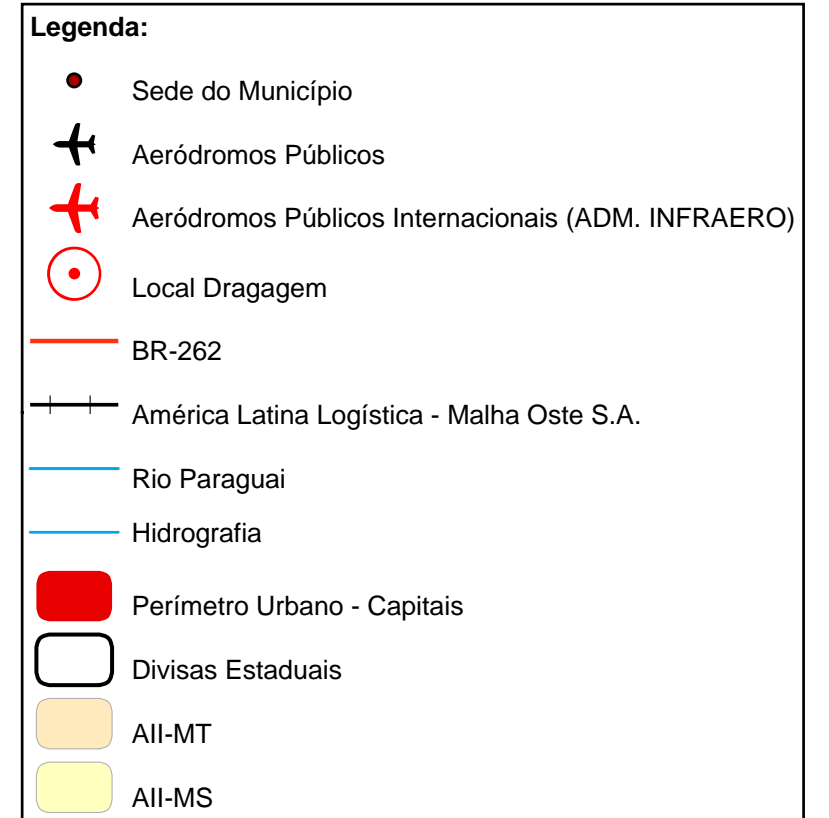 Legenda:
Sede do Município
Aeródromos Públicos
Aeródromos Públicos Internacionais (ADM. INFRAERO)
Local Dragagem
BR-262
América Latina Logística - Malha Oste S.A.
Rio Paraguai
Hidrografia
Perímetro Urbano - Capitais
Divisas Estaduais
AII-MT
AII-MS